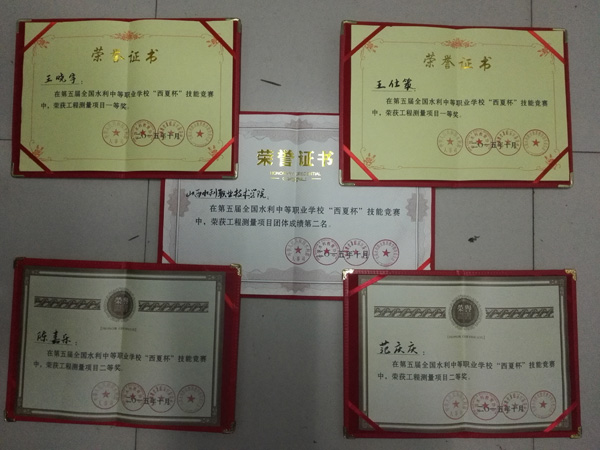 荣誉证书
王晓宇：
在第五届全国水利中等职业学校“西夏杯”技能竞赛
中，荣获工程测量项目一等奖。
二〇一五年十月
荣誉证书
王仕策
在第五届全国水利中等职业学校“西夏杯”技能竞赛
中，荣获工程测量项目一等奖。
二〇一五年十月
荣誉证书
山西水利职业技术学院
在第五届全国水利中等职业学校“西夏杯”技能竞赛
中，荣获工程测量项目团体成绩第二名。
二〇一五年十月
荣誉
陈嘉乐：
在第五届全国水利中等职业学校“西夏杯”技能竞赛
中，荣获工程测量项目二等奖。
二〇一五年十月
荣誉
范庆庆：
在第五届全国水利中等职业学校“西夏杯”技能竞赛
中，荣获工程测量项目二等奖。
二〇一五年十月